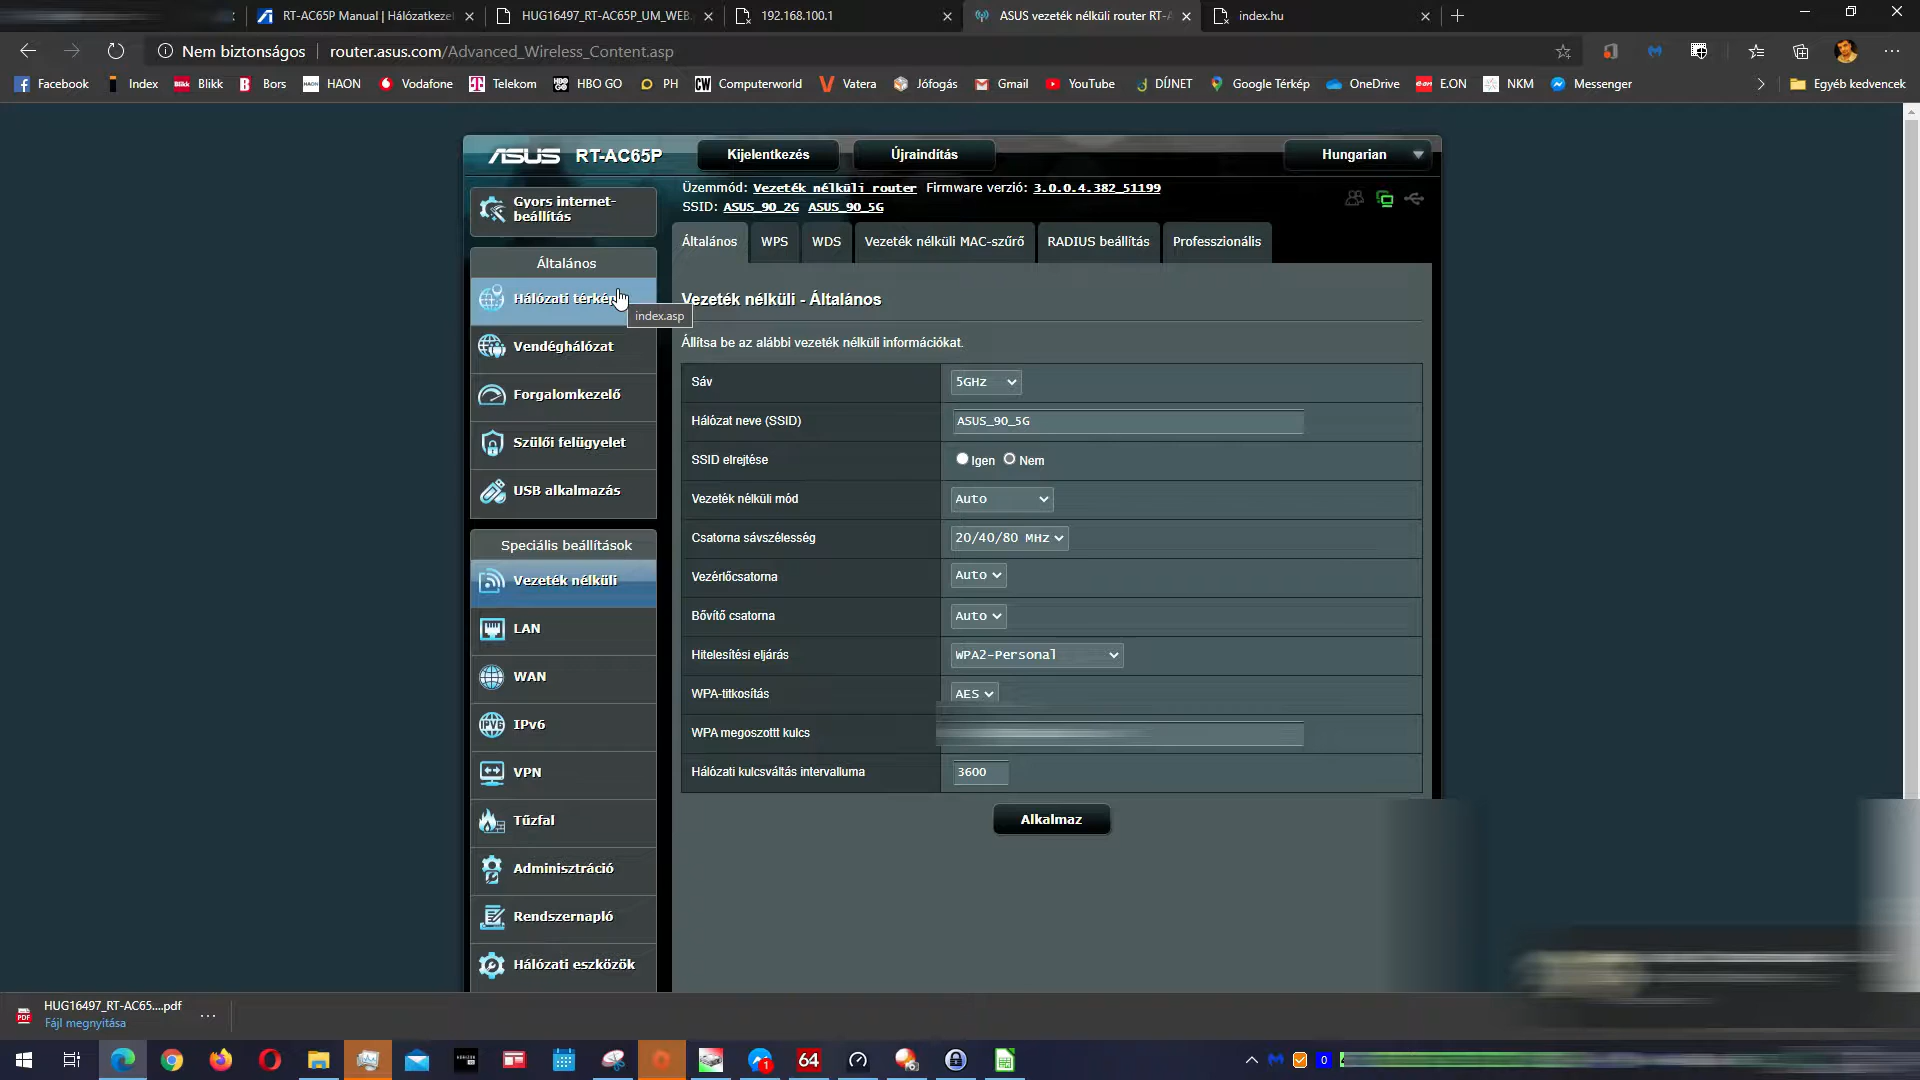 RT-AC65P Manual | Hálózatkeze
HUG16497_RT-AC65P_UM_WEB.
192.168.100.1
ASUS vezeték nélküli router RT-A
index.hu
Nem biztonságos
router.asus.com/Advanced_Wireless_Content.asp
Facebook
Index
Blikk
Bors
HAON
Vodafone
Telekom
HBO GO
PH
Computerworld
Vatera
Jófogás
Gmail
YouTube
DÍJNET
Google Térkép
OneDrive
E.ON
NKM
Messenger
Egyéb kedvencek
ASUS RT-AC65P
Kijelentkezés
Újraindítás
Hungarian
Üzemmód: Vezeték nélküli router Firmware verzió: 3.0.0.4.382_51199
SSID: ASUS_90_2G ASUS_90_5G
Gyors internet-
beállítás
Általános
Hálózati térkép
index.asp
Vendéghálózat
Forgalomkezelő
Szülői felügyelet
USB alkalmazás
Speciális beállítások
Vezeték nélküli
LAN
WAN
IPv6
VPN
Tűzfal
Adminisztráció
Rendszernapló
Hálózati eszközök
Általános
WPS
WDS
Vezeték nélküli MAC-szűrő
RADIUS beállítás
Professzionális
Vezeték nélküli - Általános
Állítsa be az alábbi vezeték nélküli információkat.
Sáv 5GHz
Hálózat neve (SSID) ASUS_90_5G
SSID elrejtése Igen Nem
Vezeték nélküli mód Auto
Csatorna sávszélesség 20/40/80 MHz
Vezérlőcsatorna Auto
Bővítő csatorna Auto
Hitelesítési eljárás WPA2-Personal
WPA-titkosítás AES
WPA megoszottt kulcs
Hálózati kulcsváltás intervalluma 3600
Alkalmaz
HUG16497_RT-AC65....pdf
Fájl megnyitása
64
1
0